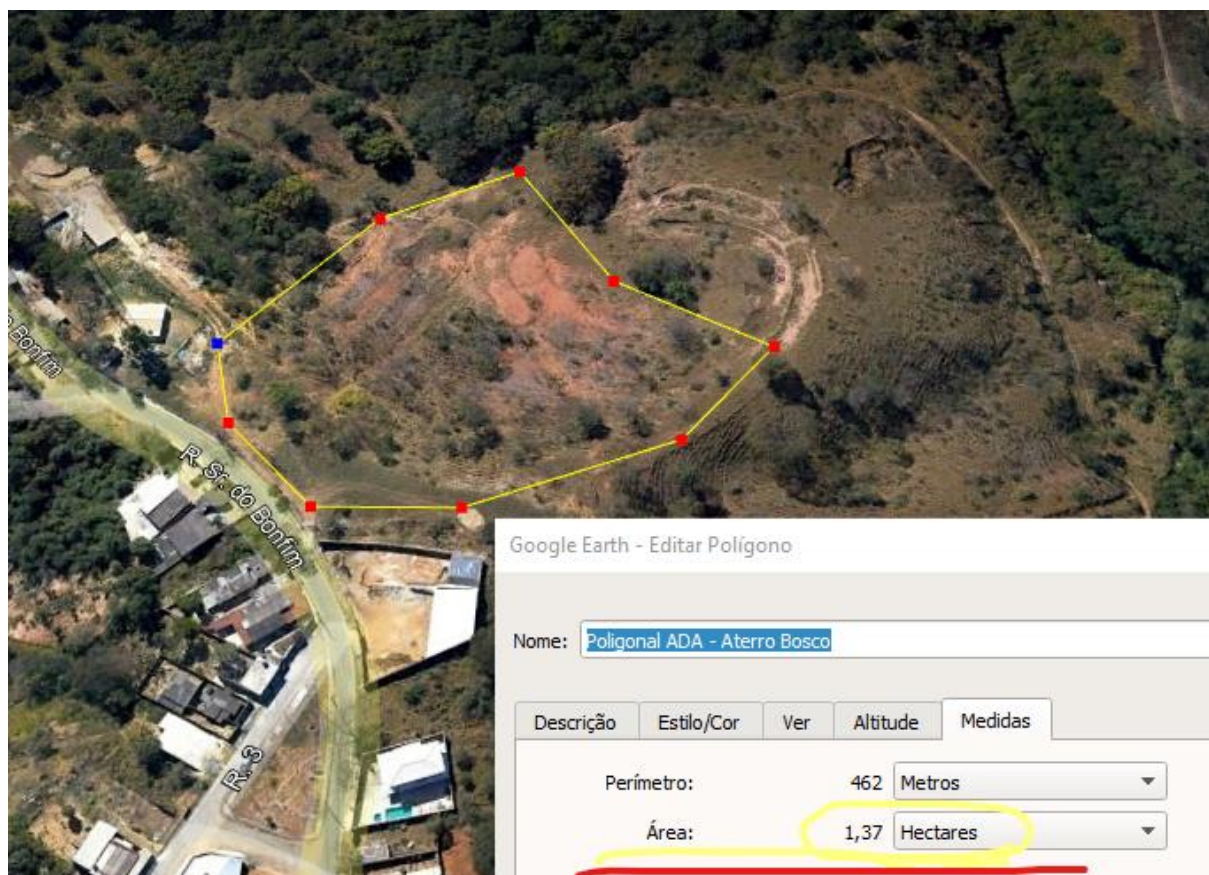 o Bonfim
R. Sr. do Bonfim
R. 3
Google Earth - Editar Polígono
Nome: Poligonal ADA - Aterro Bosco
Descrição Estilo/Cor Ver Altitude Medidas
Perímetro: 462 Metros
Área: 1,37 Hectares